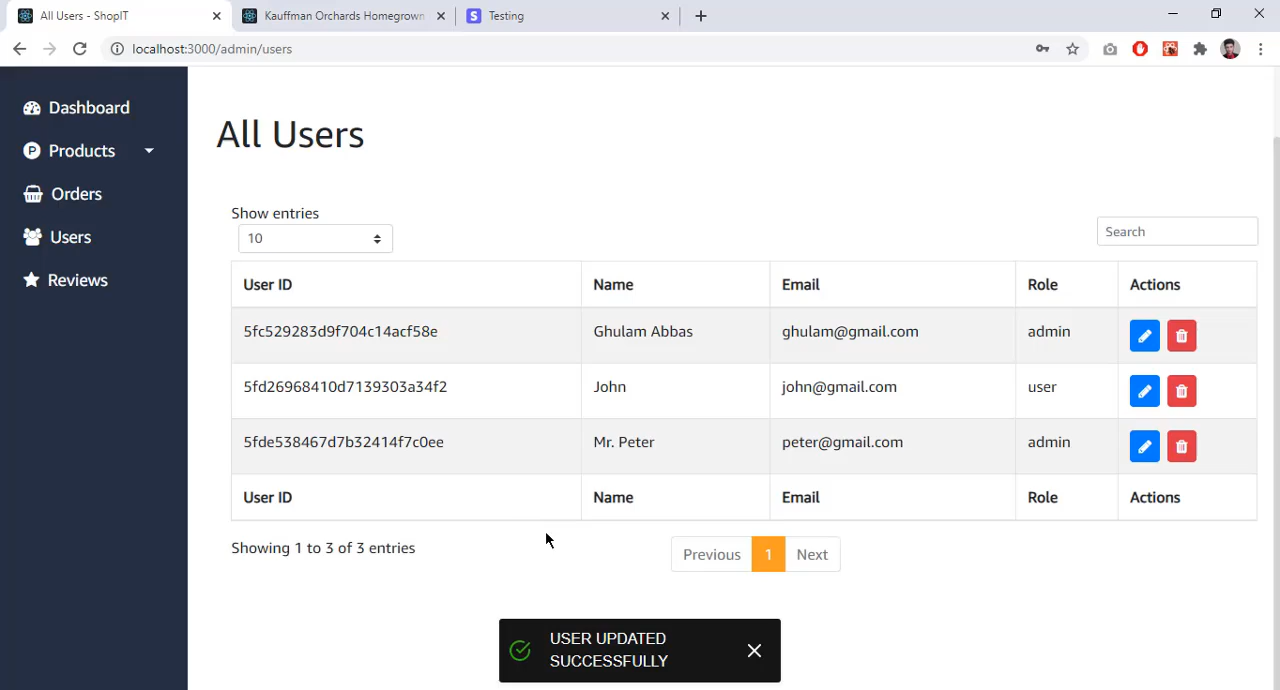 All Users - ShopIT
Kauffman Orchards Homegrown
Testing
localhost:3000/admin/users
Dashboard
Products
Orders
Users
Reviews
All Users
Show entries
10
Search
User ID Name Email Role Actions
5fc529283d9f704c14acf58e Ghulam Abbas ghulam@gmail.com admin
5fd26968410d7139303a34f2 John john@gmail.com user
5fde538467d7b32414f7c0ee Mr. Peter peter@gmail.com admin
User ID Name Email Role Actions
Showing 1 to 3 of 3 entries
Previous 1 Next
USER UPDATED
SUCCESSFULLY